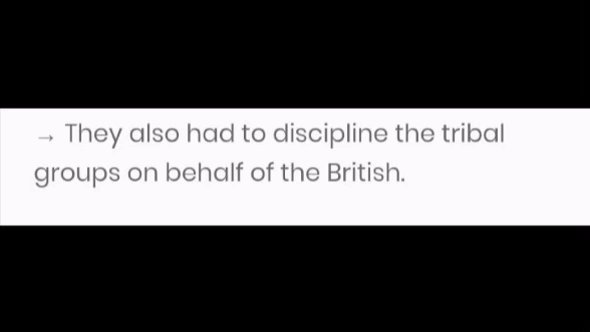 → They also had to discipline the tribal
groups on behalf of the British.